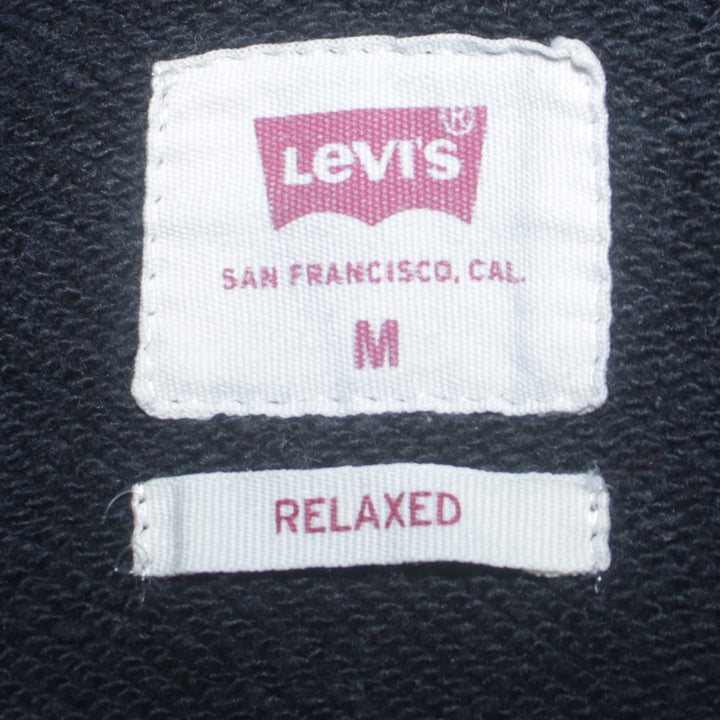 LEVI'S ®
SAN FRANCISCO, CAL.
M
RELAXED